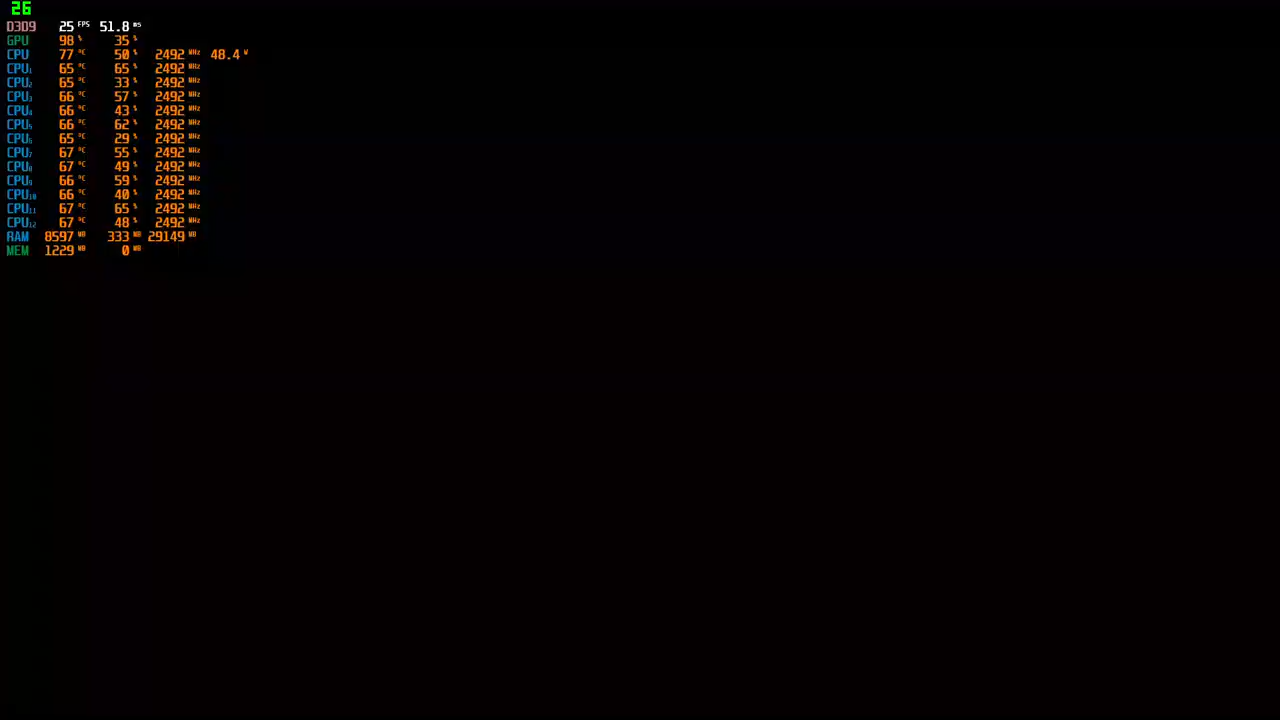 26
D3D9 25 FPS 51.8 ms
GPU 98 % 35 %
CPU 77 °C 50 % 2492 MHz 48.4 W
CPU1 65 °C 65 % 2492 MHz
CPU2 65 °C 33 % 2492 MHz
CPU3 66 °C 57 % 2492 MHz
CPU4 66 °C 43 % 2492 MHz
CPU5 66 °C 62 % 2492 MHz
CPU6 65 °C 29 % 2492 MHz
CPU7 67 °C 55 % 2492 MHz
CPU8 67 °C 49 % 2492 MHz
CPU9 66 °C 59 % 2492 MHz
CPU10 66 °C 40 % 2492 MHz
CPU11 67 °C 65 % 2492 MHz
CPU12 67 °C 48 % 2492 MHz
RAM 8597 MB 333 MB 29149 MB
MEM 1229 MB 0 MB